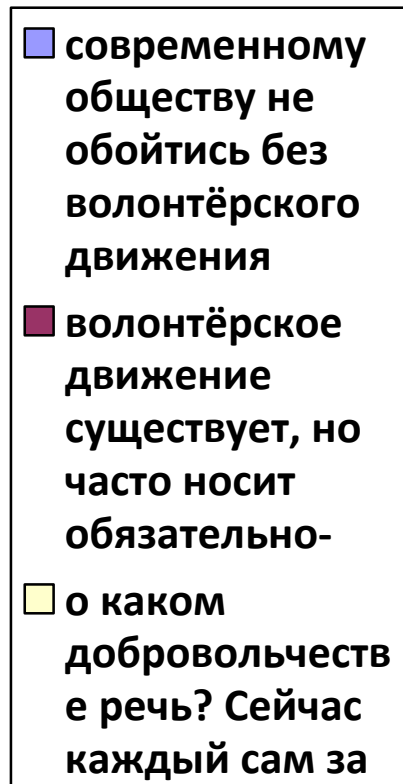 современному
обществу не
обойтись без
волонтёрского
движения
волонтёрское
движение
существует, но
часто носит
обязательно-
о каком
добровольчеств
е речь? Сейчас
каждый сам за